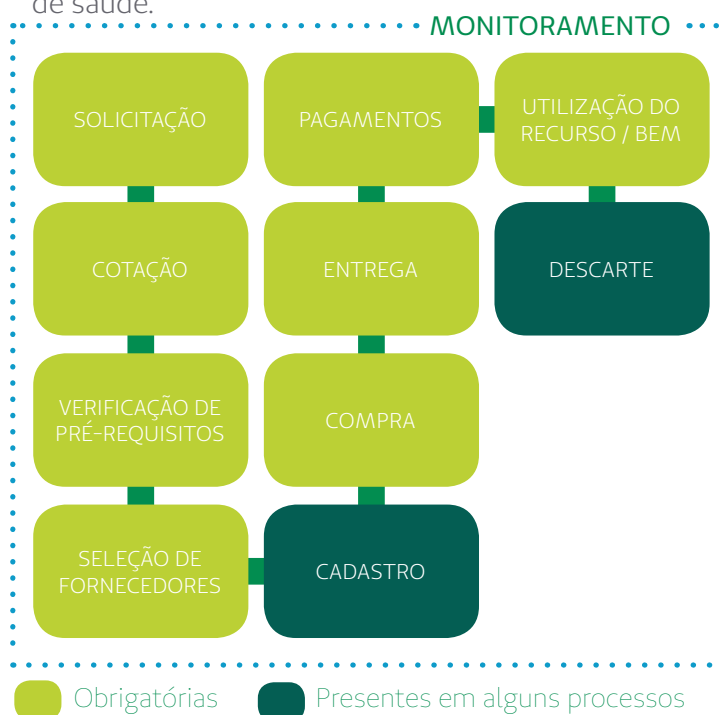 de saúde.
MONITORAMENTO
SOLICITAÇÃO
COTAÇÃO
VERIFICAÇÃO DE
PRÉ-REQUISITOS
SELEÇÃO DE
FORNECEDORES
CADASTRO
COMPRA
ENTREGA
PAGAMENTOS
UTILIZAÇÃO DO
RECURSO / BEM
DESCARTE
Obrigatórias
Presentes em alguns processos